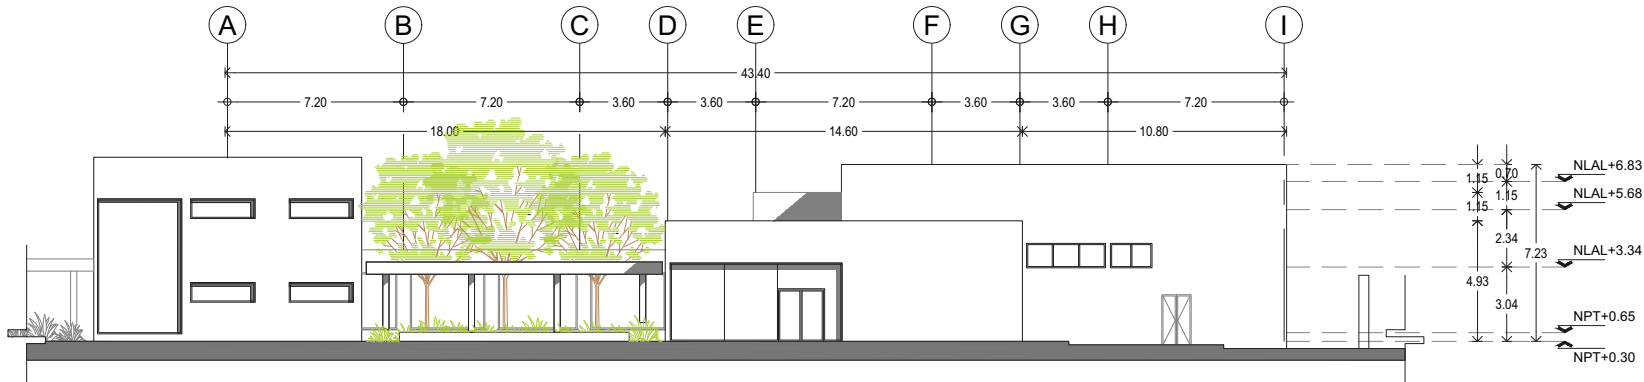 A B C D E F G H I
43.40
7.20 7.20 3.60 3.60 7.20 3.60 3.60 7.20
18.00 14.60 10.80
NLAL+6.83
1.15 0.70
NLAL+5.68
1.15
1.15
2.34
NLAL+3.34
7.23
4.93
3.04
NPT+0.65
NPT+0.30